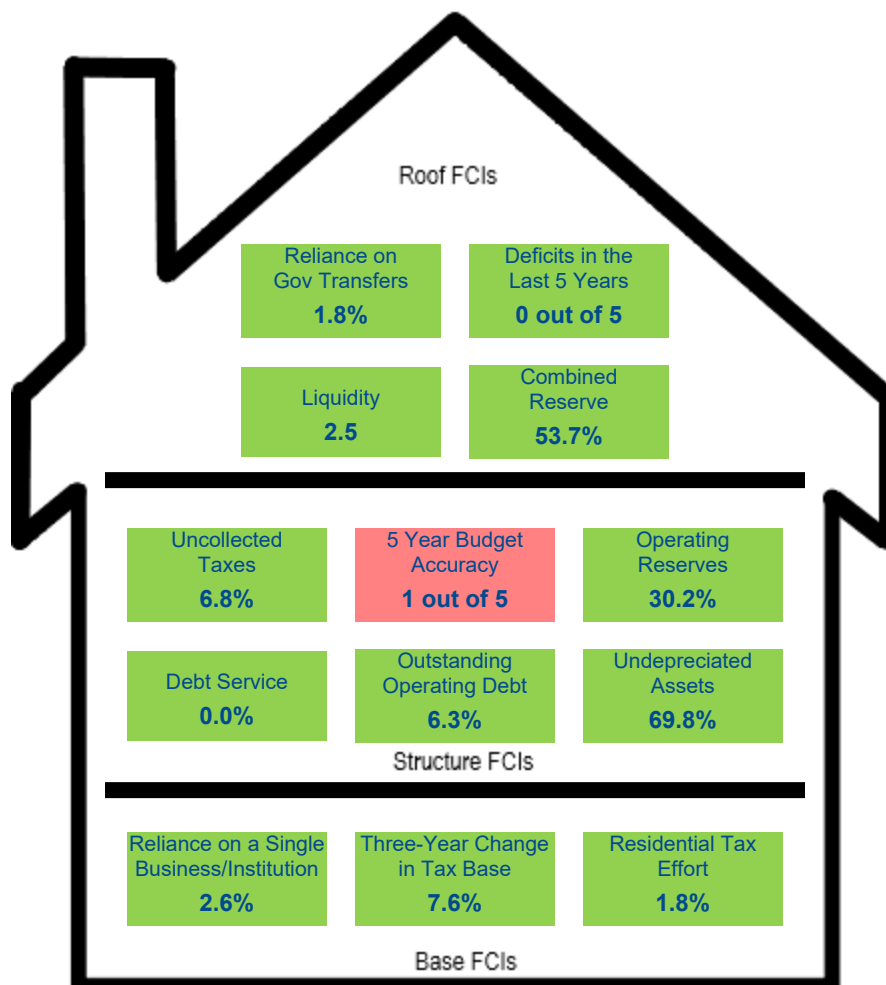 Roof FCIs
Reliance on
Gov Transfers
1.8%
Deficits in the
Last 5 Years
0 out of 5
Liquidity
2.5
Combined
Reserve
53.7%
Uncollected
Taxes
6.8%
5 Year Budget
Accuracy
1 out of 5
Operating
Reserves
30.2%
Debt Service
0.0%
Outstanding
Operating Debt
6.3%
Undepreciated
Assets
69.8%
Structure FCIs
Reliance on a Single
Business/Institution
2.6%
Three-Year Change
in Tax Base
7.6%
Residential Tax
Effort
1.8%
Base FCIs